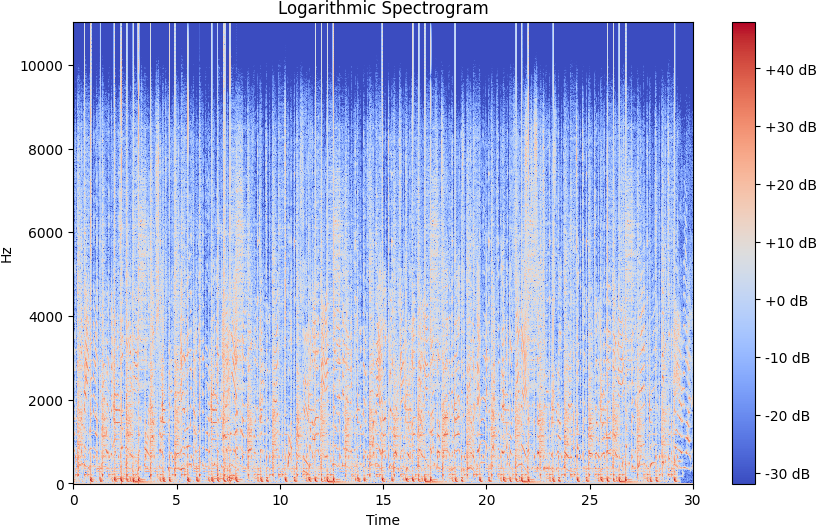 Logarithmic Spectrogram
Hz
10000
8000
6000
4000
2000
0
0 5 10 15 20 25 30
Time
+40 dB
+30 dB
+20 dB
+10 dB
+0 dB
-10 dB
-20 dB
-30 dB